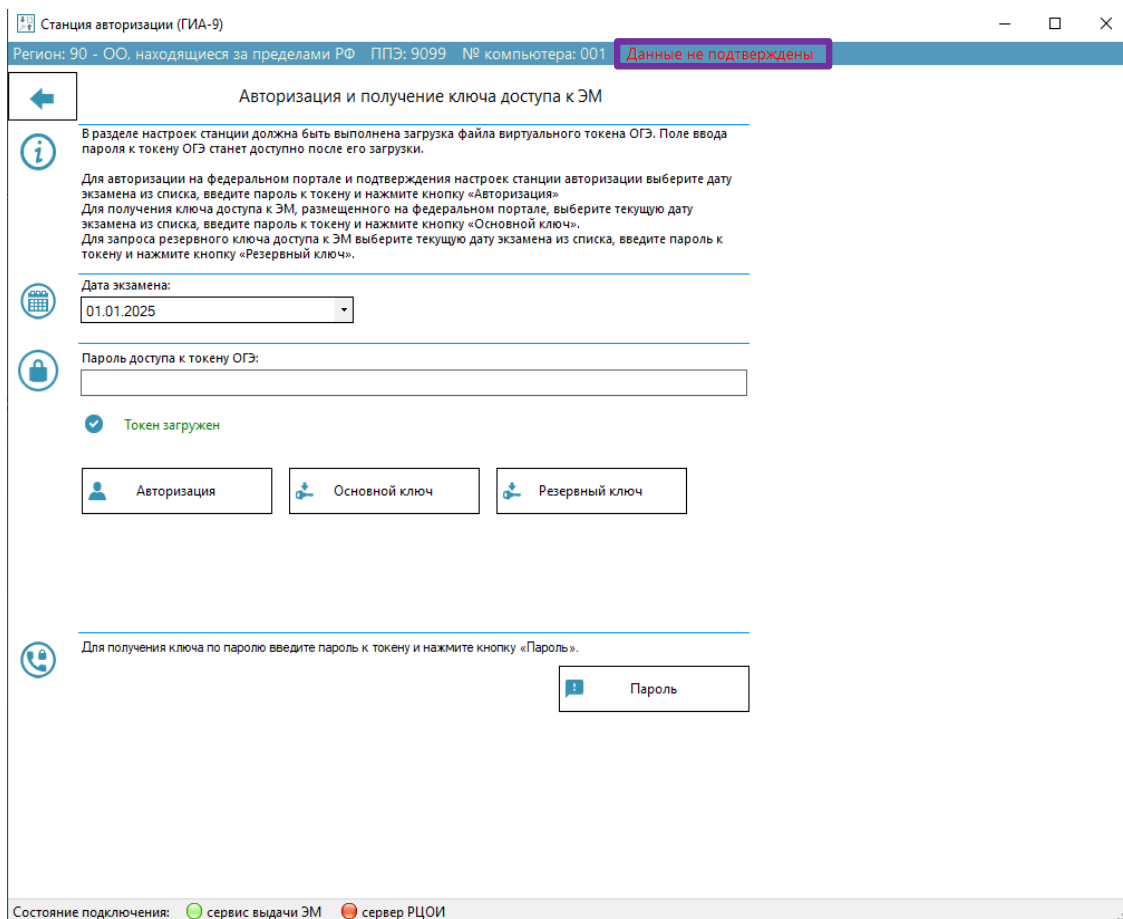 Станция авторизации (ГИА-9)
Регион: 90 - ОО, находящиеся за пределами РФ ППЭ: 9099 № компьютера: 001 Данные не подтверждены
Авторизация и получение ключа доступа к ЭМ
В разделе настроек станции должна быть выполнена загрузка файла виртуального токена ОГЭ. Поле ввода
пароля к токену ОГЭ станет доступно после его загрузки.
Для авторизации на федеральном портале и подтверждения настроек станции авторизации выберите дату
экзамена из списка, введите пароль к токену и нажмите кнопку «Авторизация»
Для получения ключа доступа к ЭМ, размещенного на федеральном портале, выберите текущую дату
экзамена из списка, введите пароль к токену и нажмите кнопку «Основной ключ».
Для запроса резервного ключа доступа к ЭМ выберите текущую дату экзамена из списка, введите пароль к
токену и нажмите кнопку «Резервный ключ».
Дата экзамена:
01.01.2025
Пароль доступа к токену ОГЭ:
Токен загружен
Авторизация Основной ключ Резервный ключ
Для получения ключа по паролю введите пароль к токену и нажмите кнопку «Пароль».
Пароль
Состояние подключения: сервис выдачи ЭМ сервер РЦОИ